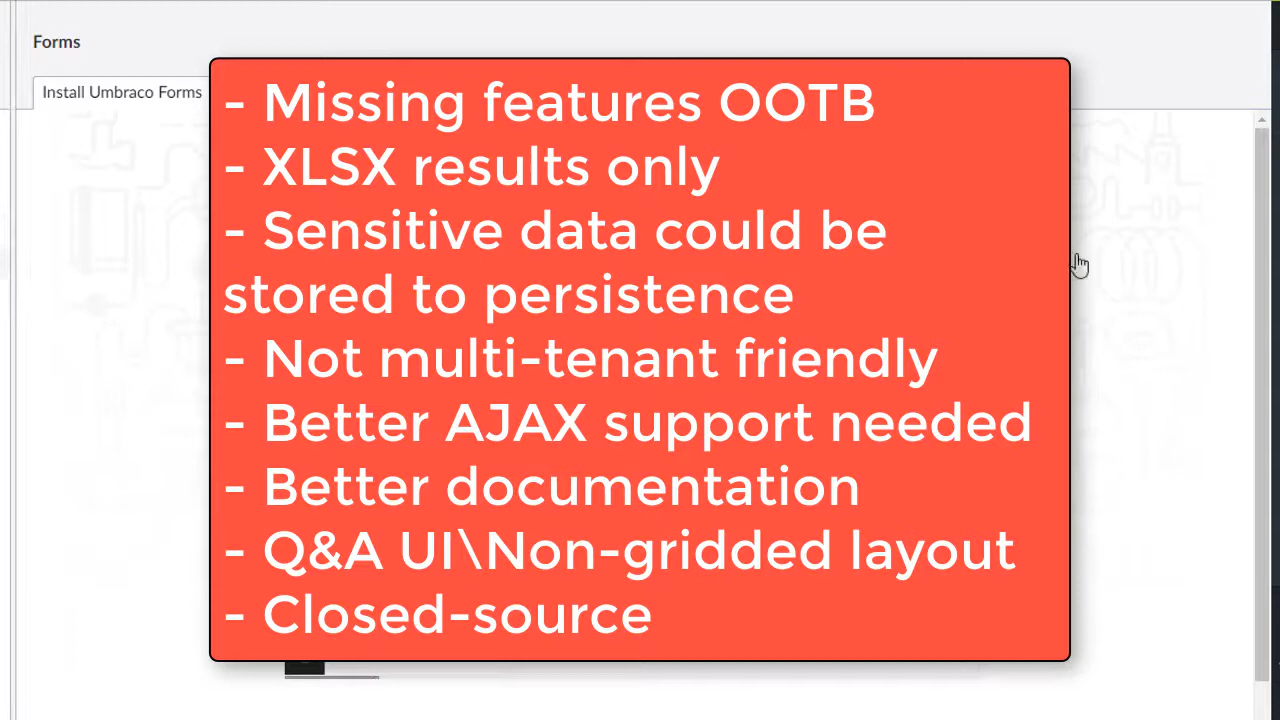 Forms
Install Umbraco Forms
- Missing features OOTB
- XLSX results only
- Sensitive data could be
stored to persistence
- Not multi-tenant friendly
- Better AJAX support needed
- Better documentation
- Q&A UI\Non-gridded layout
- Closed-source